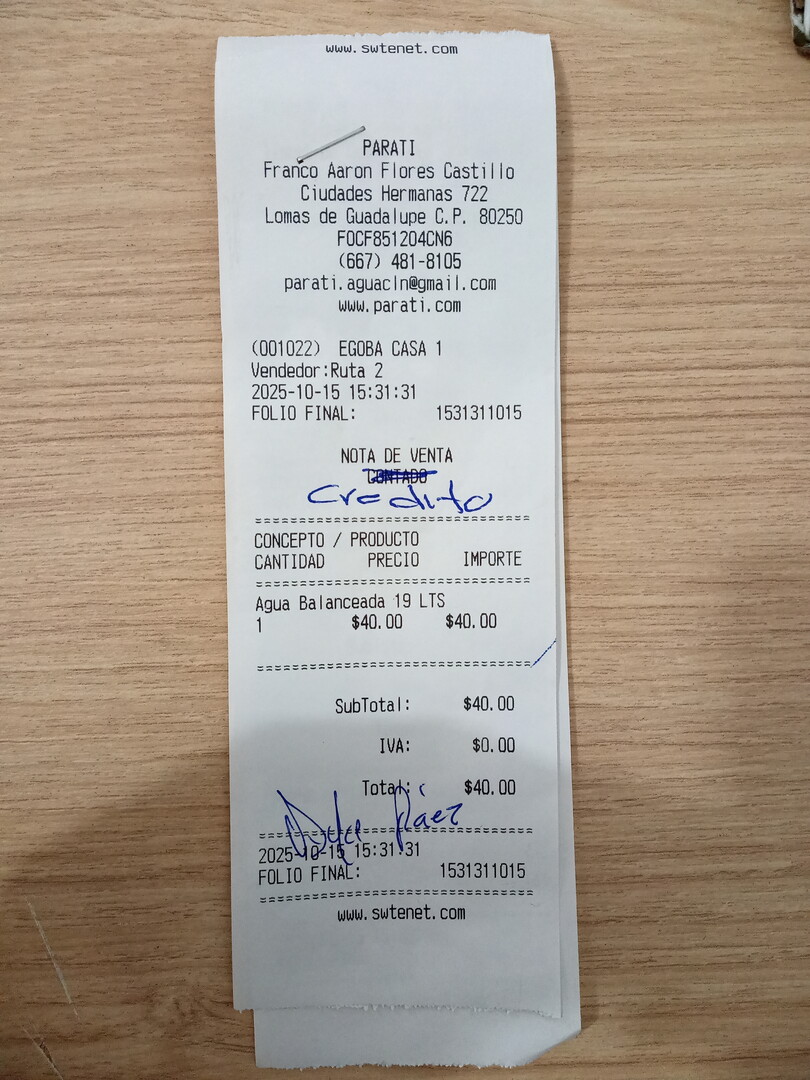 www.swtenet.com
PARATI
Franco Aaron Flores Castillo
Ciudades Hermanas 722
Lomas de Guadalupe C.P. 80250
FOCF851204CN6
(667) 481-8105
parati.aguacln@gmail.com
www.parati.com
(001022) EGOBA CASA 1
Vendedor:Ruta 2
2025-10-15 15:31:31
FOLIO FINAL: 1531311015
NOTA DE VENTA
CONTADO
Credito
CONCEPTO / PRODUCTO
CANTIDAD PRECIO IMPORTE
Agua Balanceada 19 LTS
1 $40.00 $40.00
SubTotal: $40.00
IVA: $0.00
Total: $40.00
Páez
2025-10-15 15:31:31
FOLIO FINAL: 1531311015
www.swtenet.com